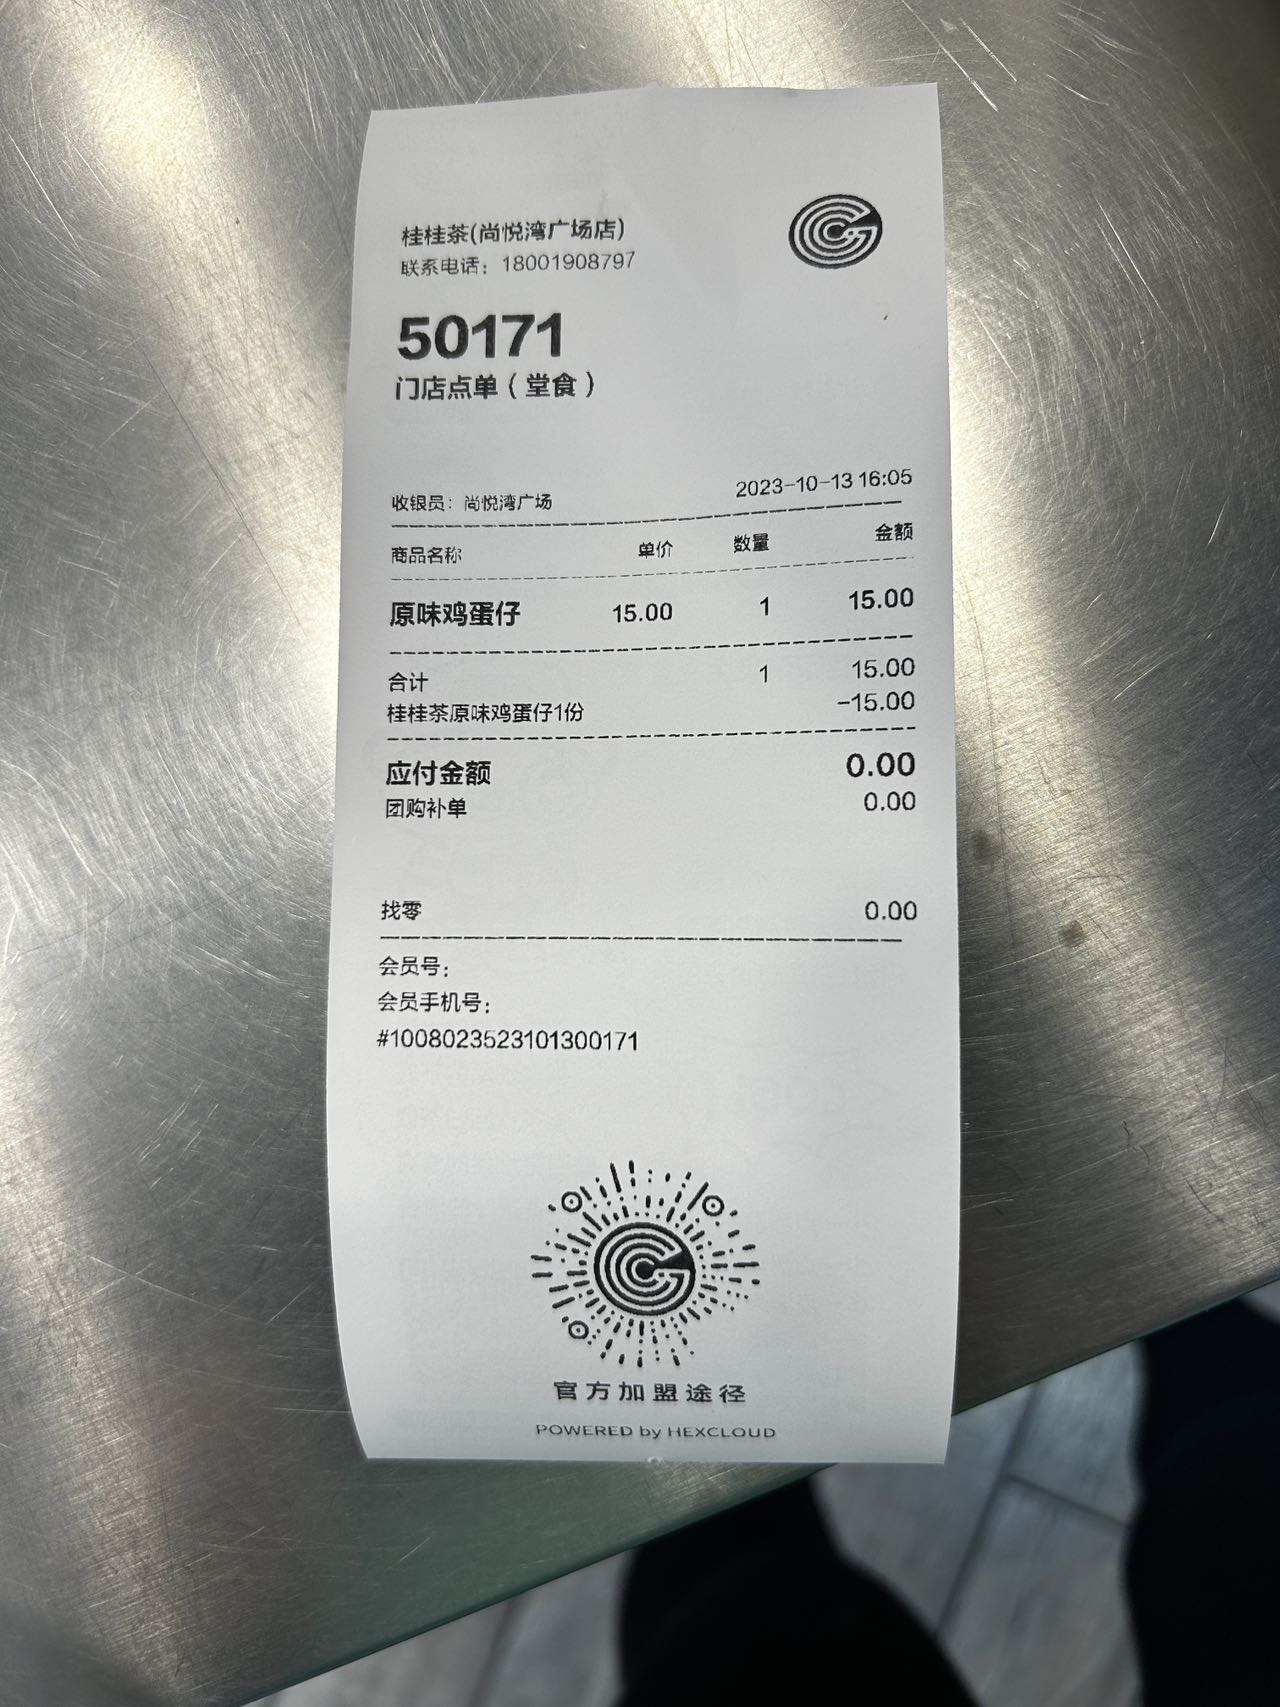 桂桂茶(尚悦湾广场店)
联系电话：18001908797
50171
门店点单（堂食）
收银员：尚悦湾广场 2023-10-13 16:05
商品名称 单价 数量 金额
原味鸡蛋仔 15.00 1 15.00
合计 1 15.00
桂桂茶原味鸡蛋仔1份 -15.00
应付金额 0.00
团购补单 0.00
找零 0.00
会员号：
会员手机号：
#1008023523101300171
官方加盟途径
POWERED by HEXCLOUD